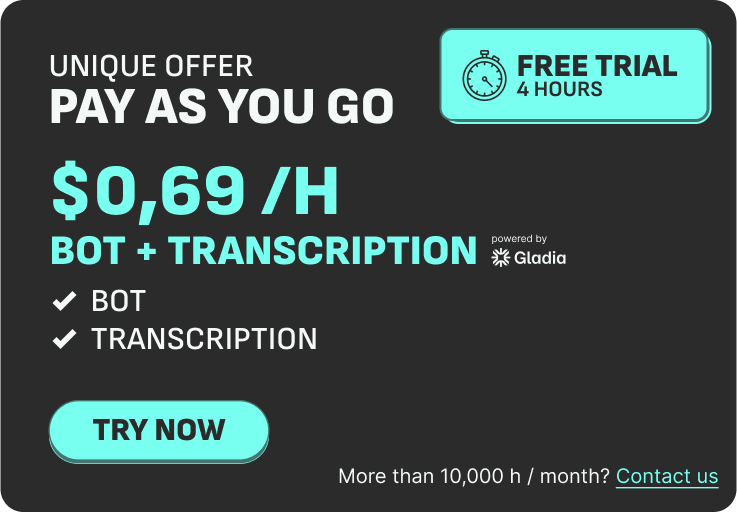 UNIQUE OFFER
PAY AS YOU GO
FREE TRIAL
4 HOURS
$0,69 /H
BOT + TRANSCRIPTION
powered by
Gladia
BOT
TRANSCRIPTION
TRY NOW
More than 10,000 h / month? Contact us